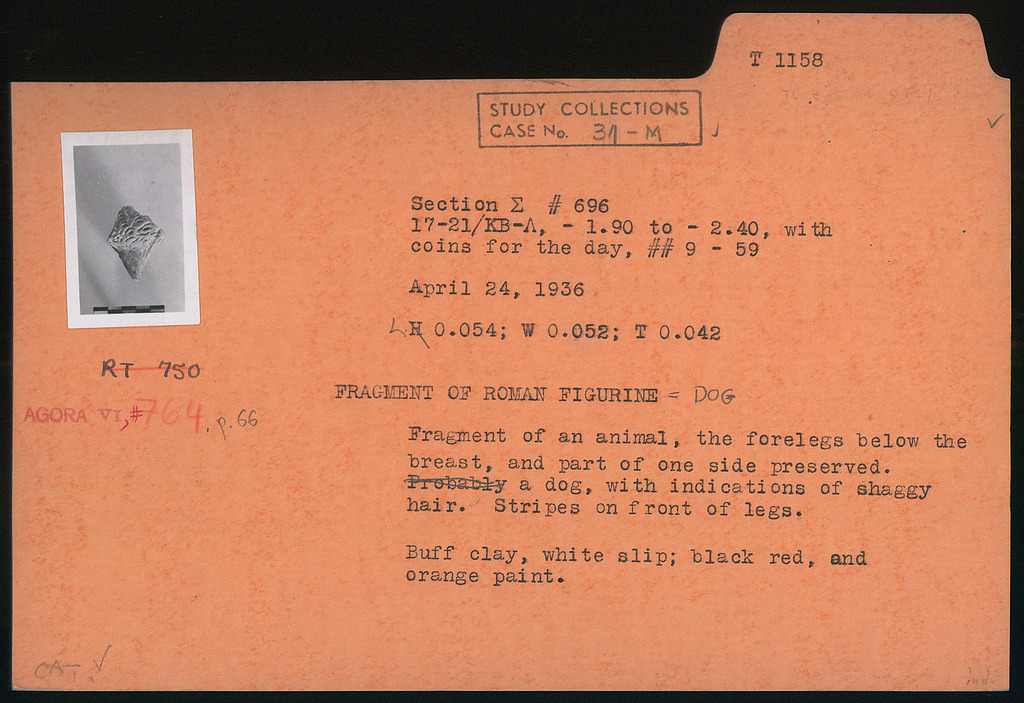 T 1158
STUDY COLLECTIONS
CASE No. 31-M
Section Σ # 696
17-21/ΚΒ-Λ, - 1.90 to - 2.40, with
coins for the day, ## 9 - 59
April 24, 1936
L H 0.054; W 0.052; T 0.042
RT 750
FRAGMENT OF ROMAN FIGURINE = DOG
AGORA VI, #764, p. 66
Fragment of an animal, the forelegs below the
breast, and part of one side preserved.
Probably a dog, with indications of shaggy
hair. Stripes on front of legs.
Buff clay, white slip; black red, and
orange paint.
CAT. ✓